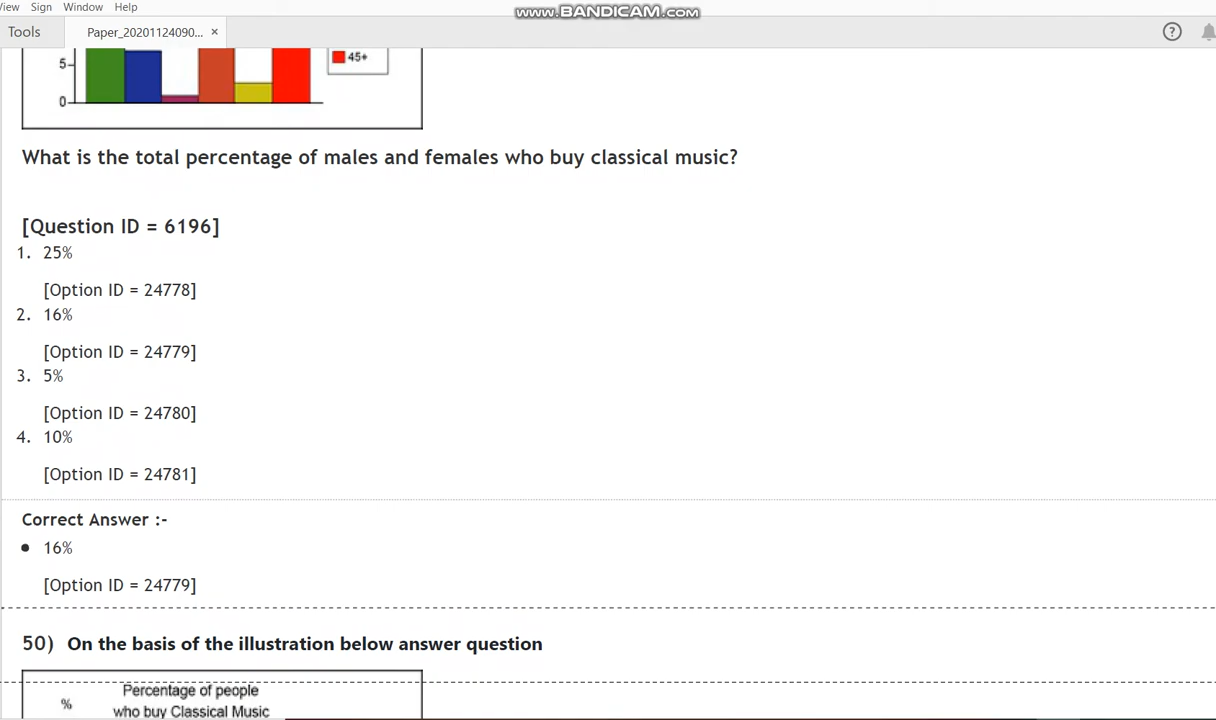 View Sign Window Help
www.BANDICAM.com
Tools Paper_20201124090... ×
?
5
0
45+
What is the total percentage of males and females who buy classical music?
[Question ID = 6196]
1. 25%
[Option ID = 24778]
2. 16%
[Option ID = 24779]
3. 5%
[Option ID = 24780]
4. 10%
[Option ID = 24781]
Correct Answer :-
• 16%
[Option ID = 24779]
50) On the basis of the illustration below answer question
Percentage of people
%
who buy Classical Music